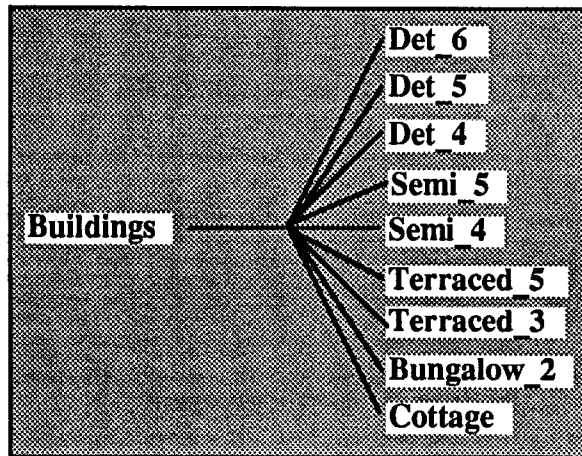 Det_6
Det_5
Det_4
Semi_5
Buildings
Semi_4
Terraced_5
Terraced_3
Bungalow_2
Cottage